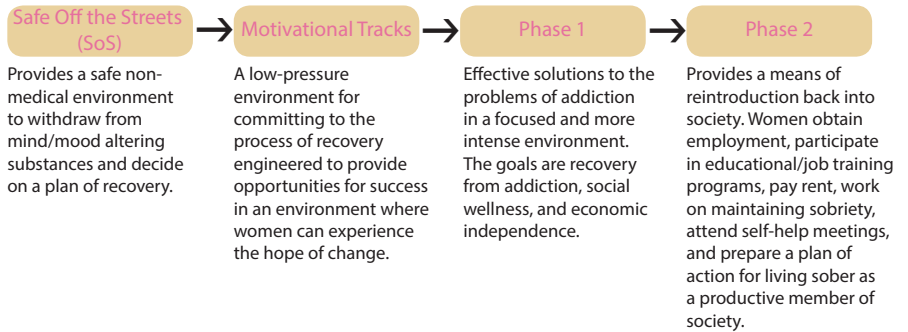 Safe Off the Streets
(SoS)
Motivational Tracks
Phase 1
Phase 2
Provides a safe non-
medical environment
to withdraw from
mind/mood altering
substances and decide
on a plan of recovery.
A low-pressure
environment for
committing to the
process of recovery
engineered to provide
opportunities for success
in an environment where
women can experience
the hope of change.
Effective solutions to the
problems of addiction
in a focused and more
intense environment.
The goals are recovery
from addiction, social
wellness, and economic
independence.
Provides a means of
reintroduction back into
society. Women obtain
employment, participate
in educational/job training
programs, pay rent, work
on maintaining sobriety,
attend self-help meetings,
and prepare a plan of
action for living sober as
a productive member of
society.